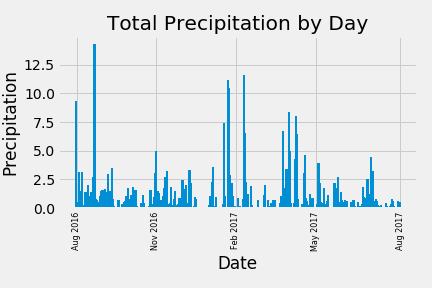 Total Precipitation by Day
Precipitation
12.5
10.0
7.5
5.0
2.5
0.0
Aug 2016
Nov 2016
Feb 2017
May 2017
Aug 2017
Date